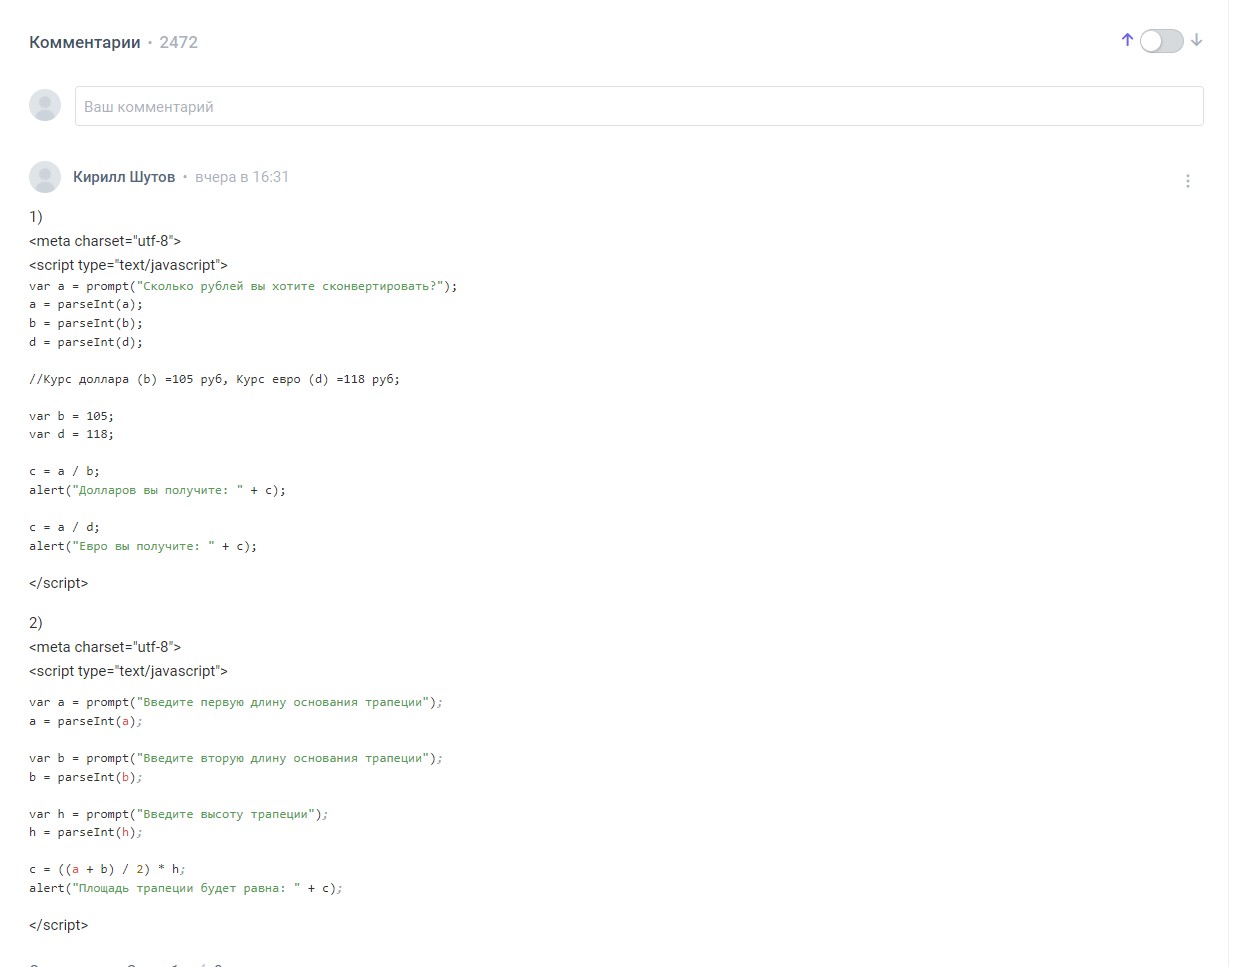 Комментарии · 2472
Ваш комментарий
Кирилл Шутов · вчера в 16:31
1)
<meta charset="utf-8">
<script type="text/javascript">
var a = prompt("Сколько рублей вы хотите сконвертировать?");
a = parseInt(a);
b = parseInt(b);
d = parseInt(d);
//Курс доллара (b) =105 руб, Курс евро (d) =118 руб;
var b = 105;
var d = 118;
c = a / b;
alert("Долларов вы получите: " + c);
c = a / d;
alert("Евро вы получите: " + c);
</script>
2)
<meta charset="utf-8">
<script type="text/javascript">
var a = prompt("Введите первую длину основания трапеции");
a = parseInt(a);
var b = prompt("Введите вторую длину основания трапеции");
b = parseInt(b);
var h = prompt("Введите высоту трапеции");
h = parseInt(h);
c = ((a + b) / 2) * h;
alert("Площадь трапеции будет равна: " + c);
</script>